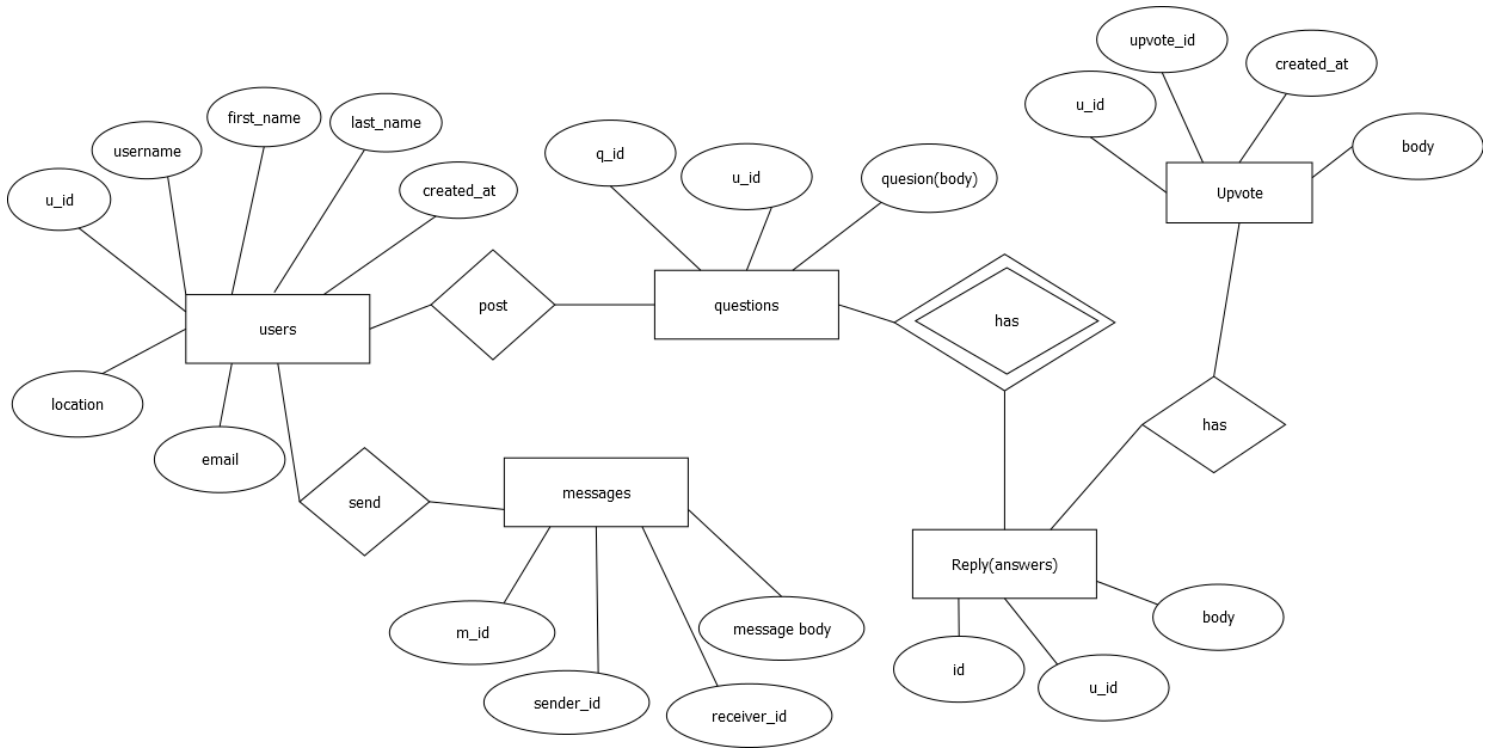 upvote_id
created_at
u_id
body
Upvote
first_name
last_name
username
created_at
u_id
q_id
u_id
quesion(body)
users
post
questions
has
location
email
send
messages
has
Reply(answers)
m_id
message body
sender_id
receiver_id
body
id
u_id